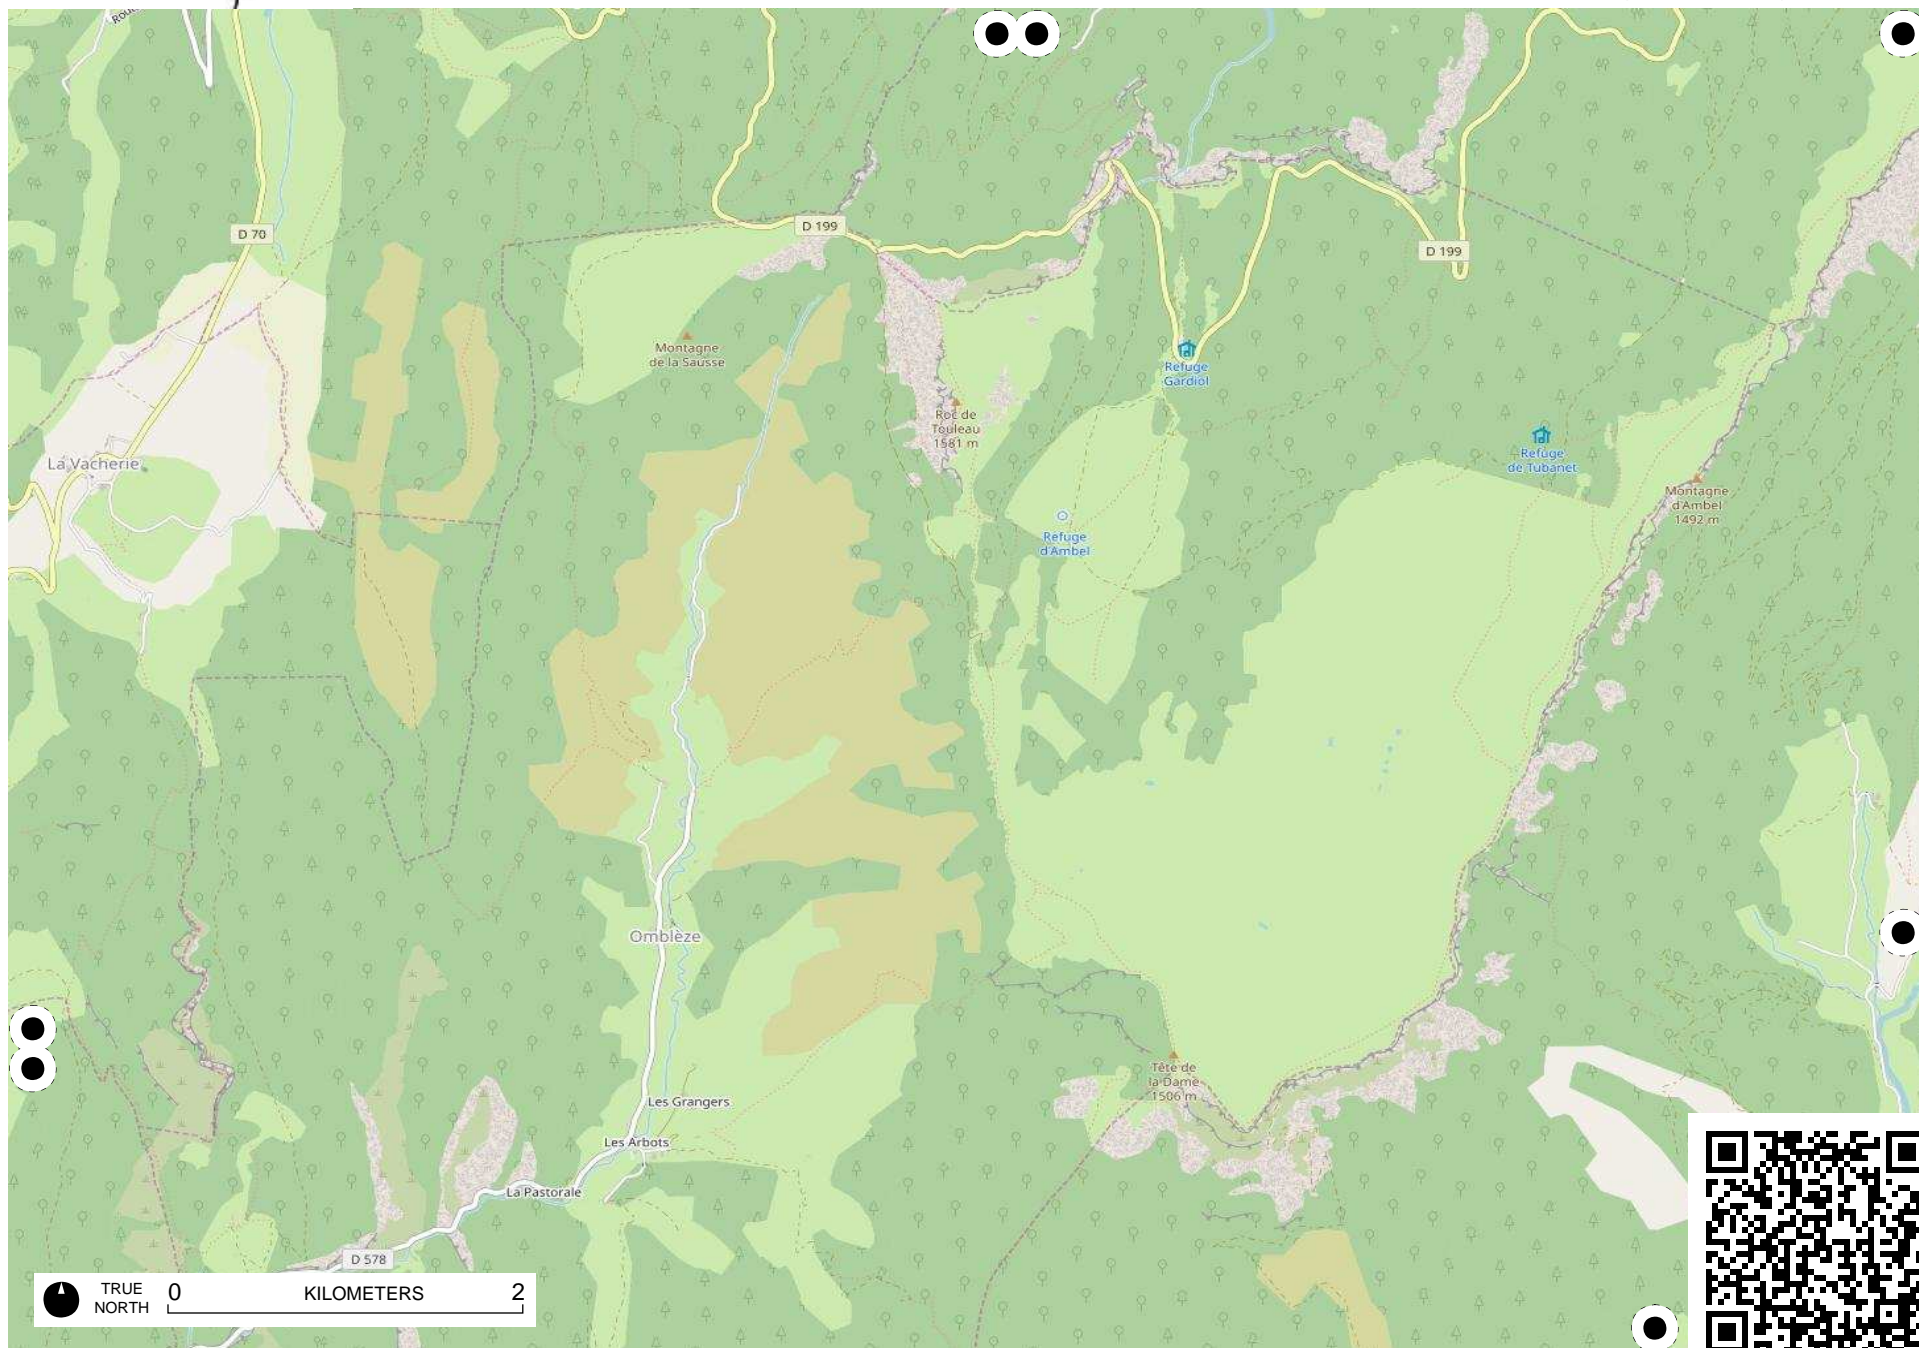 D 70
D 199
D 199
Montagne
de la Sausse
Refuge
Gardiol
Roc de
Touleau
1581 m
La Vacherie
Refuge
de Tubanet
Montagne
d'Ambel
1492 m
Refuge
d'Ambel
Omblèze
Tête de
la Dame
1506 m
Les Grangers
Les Arbots
La Pastorale
D 578
TRUE
NORTH
0 KILOMETERS 2